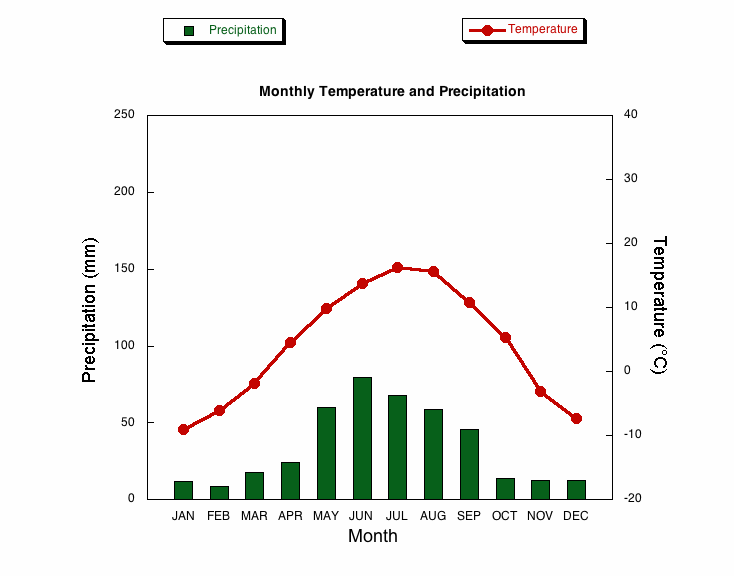 Precipitation
Temperature
Monthly Temperature and Precipitation
250
200
150
100
50
0
Precipitation (mm)
40
30
20
10
0
-10
-20
Temperature (°C)
JAN FEB MAR APR MAY JUN JUL AUG SEP OCT NOV DEC
Month